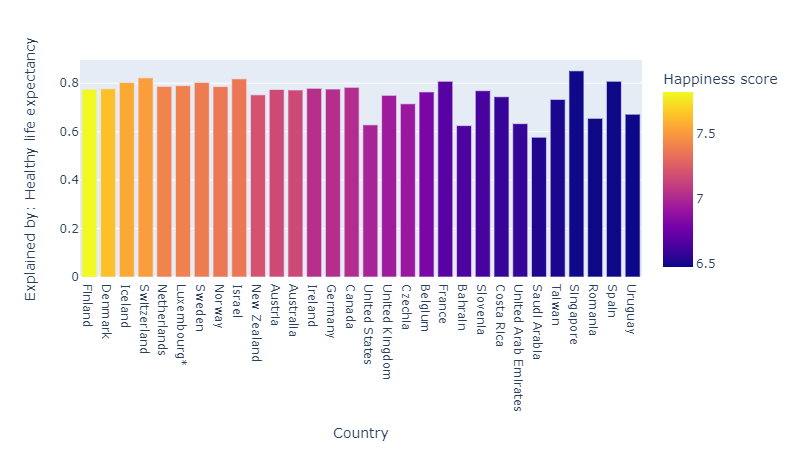 Explained by: Healthy life expectancy
0.8
0.6
0.4
0.2
0
Finland
Denmark
Iceland
Switzerland
Netherlands
Luxembourg*
Sweden
Norway
Israel
New Zealand
Austria
Australia
Ireland
Germany
Canada
United States
United Kingdom
Czechia
Belgium
France
Bahrain
Slovenia
Costa Rica
United Arab Emirates
Saudi Arabia
Taiwan
Singapore
Romania
Spain
Uruguay
Country
Happiness score
7.5
7
6.5